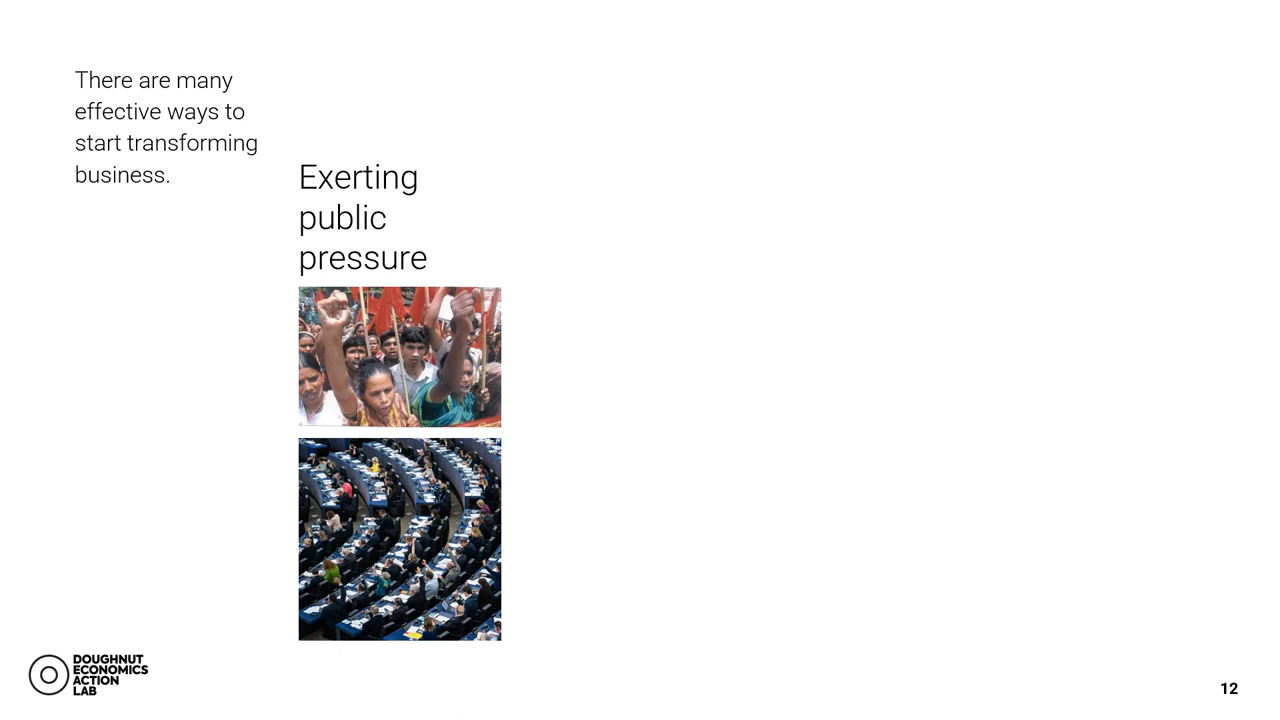 There are many
effective ways to
start transforming
business.
Exerting
public
pressure
DOUGHNUT
ECONOMICS
ACTION
LAB
12